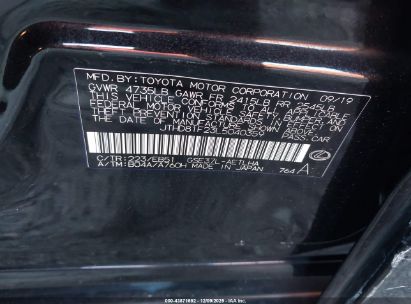 MFD. BY: TOYOTA MOTOR CORPORATION 09/19
GVWR 4735LB GAWR FR 2415LB RR 2545LB
THIS VEHICLE CONFORMS TO ALL APPLICABLE
FEDERAL MOTOR VEHICLE SAFETY, BUMPER, AND
THEFT PREVENTION STANDARDS IN EFFECT ON
THE DATE OF MANUFACTURE SHOWN ABOVE.
PASS. CAR
C/TR: 223/EB51 GSE37L-AETLHA
A/TM: B04A/A760H MADE IN JAPAN 764 A